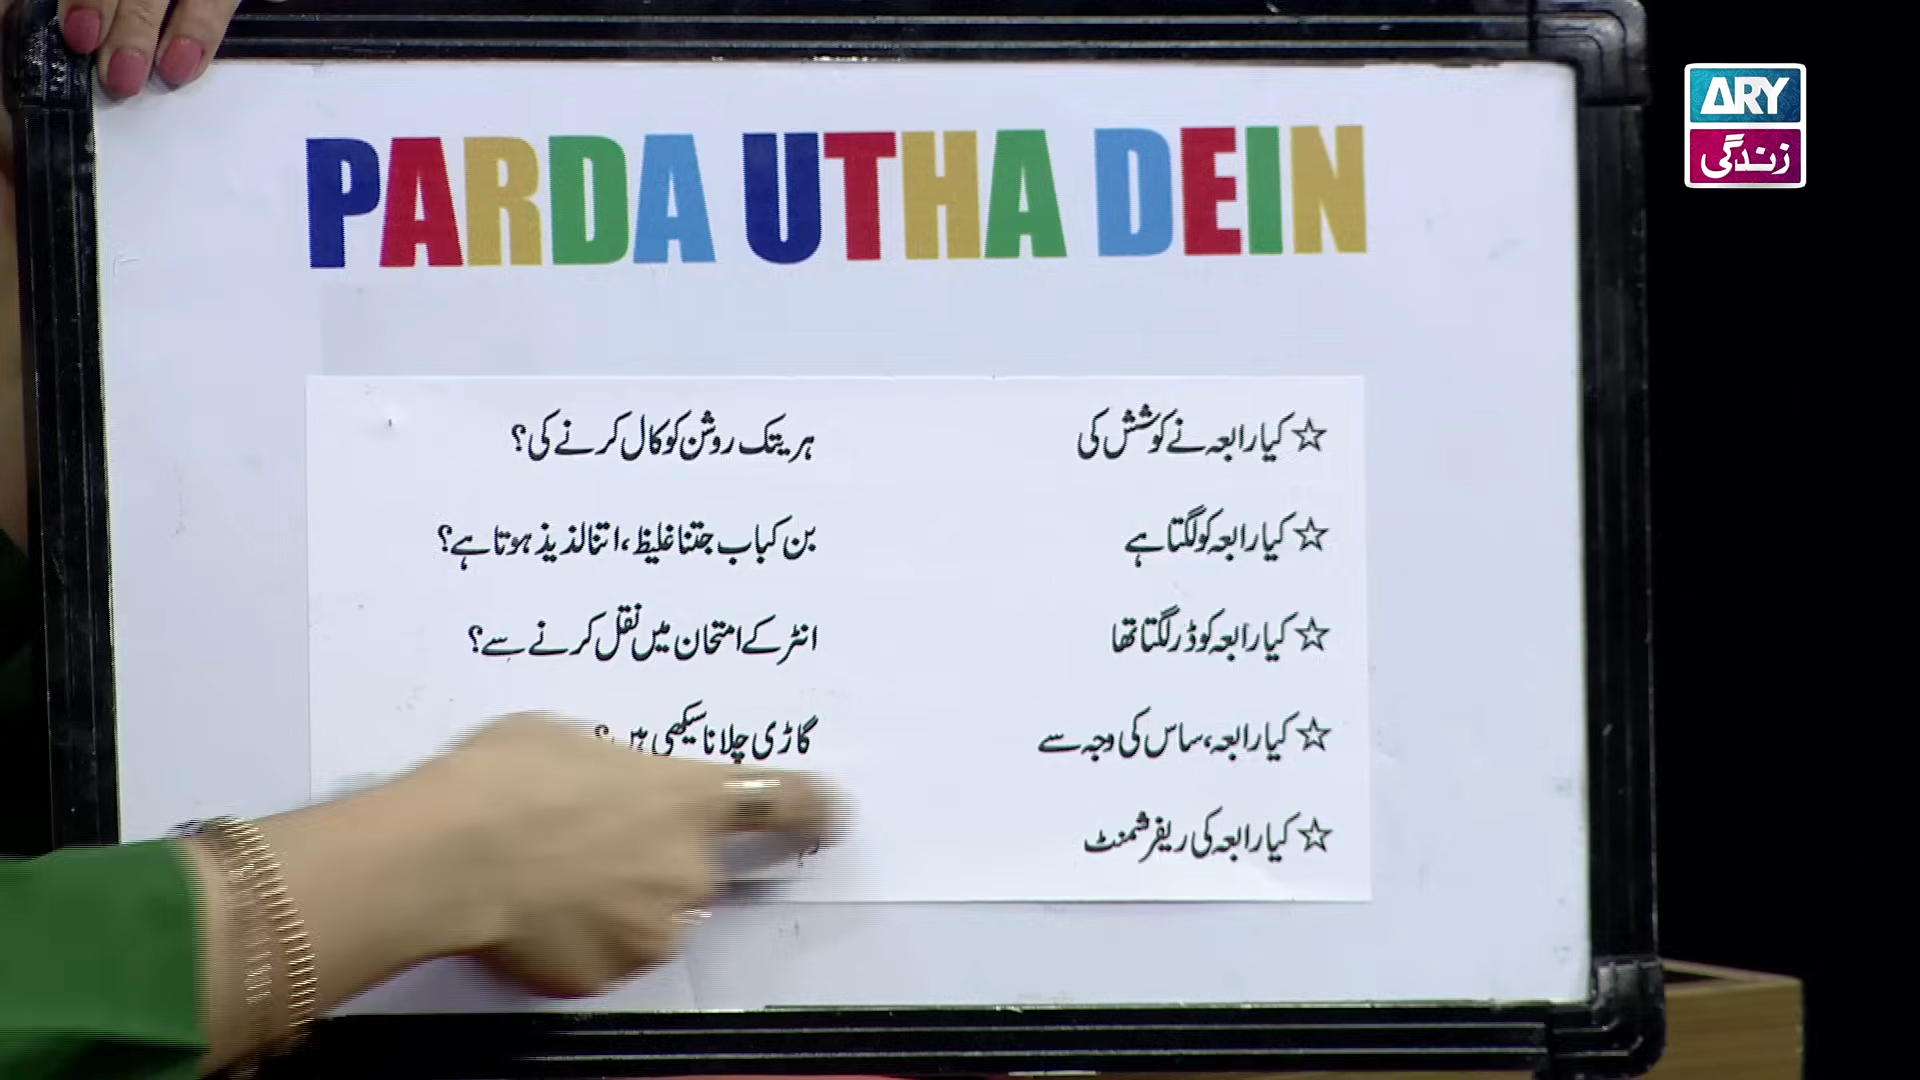 ARY
زندگی
PARDA UTHA DEIN
☆ کیا رابعہ نے کوشش کی ہریتک روشن کو کال کرنے کی؟
☆ کیا رابعہ کو لگتا ہے بن کباب جتنا غلیظ، اتنا لذیذ ہوتا ہے؟
☆ کیا رابعہ کو ڈر لگتا تھا انٹر کے امتحان میں نقل کرنے سے؟
☆ کیا رابعہ، ساس کی وجہ سے گاڑی چلانا سیکھی ہیں؟
☆ کیا رابعہ کی ریفرشمنٹ